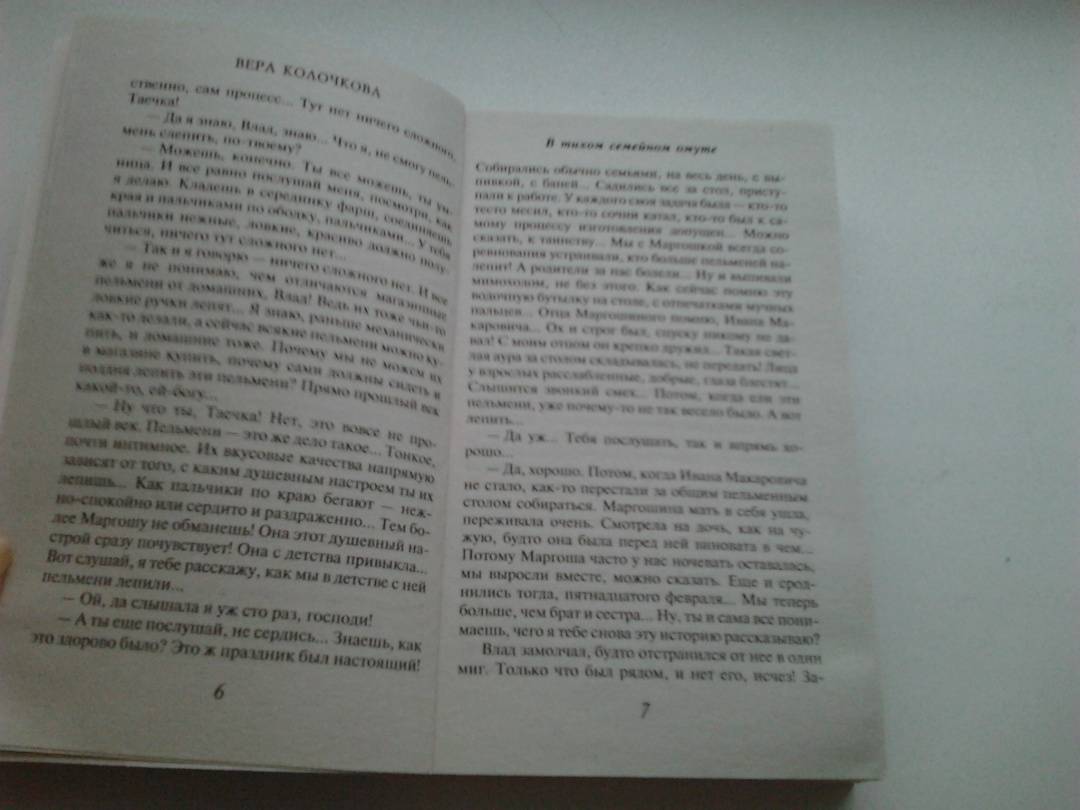 ВЕРА КОЛОЧКОВА
ственно, сам процесс... Тут нет ничего сложного,
Таечка!
— Да я знаю, Влад, знаю... Что я, не смогу пель-
мень слепить, по-твоему?
— Можешь, конечно. Ты все можешь, ты ум-
ница. И все равно послушай меня, посмотри, как
я делаю. Кладешь в серединку фарш, соединяешь
края и пальчиками по ободку, пальчиками... У тебя
пальчики нежные, ловкие, красиво должно полу-
читься, ничего тут сложного нет...
— Так и я говорю — ничего сложного нет. И все
же я не понимаю, чем отличаются магазинные
пельмени от домашних, Влад! Ведь их тоже чьи-то
ловкие ручки лепят... Я знаю, раньше механически
как-то делали, а сейчас всякие пельмени можно ку-
пить, и домашние тоже. Почему мы не можем их
в магазине купить, почему сами должны сидеть и
полдня лепить эти пельмени? Прямо прошлый век
какой-то, ей-богу...
— Ну что ты, Таечка! Нет, это вовсе не про-
шлый век. Пельмени — это же дело такое... Тонкое,
почти интимное. Их вкусовые качества напрямую
зависят от того, с каким душевным настроем ты их
лепишь... Как пальчики по краю бегают — неж-
но-спокойно или сердито и раздраженно... Тем бо-
лее Маргошу не обманешь! Она этот душевный на-
строй сразу почувствует! Она с детства привыкла...
Вот слушай, я тебе расскажу, как мы в детстве с ней
пельмени лепили...
— Ой, да слышала я уж сто раз, господи!
— А ты еще послушай, не сердись... Знаешь, как
это здорово было? Это ж праздник был настоящий!
6
В тихом семейном омуте
Собирались обычно семьями, на весь день, с вы-
пивкой, с баней... Садились все за стол, присту-
пали к работе. У каждого своя задача была — кто-то
тесто месил, кто-то сочни катал, кто-то был к са-
мому процессу изготовления допущен... Можно
сказать, к таинству... Мы с Маргошкой всегда со-
ревнования устраивали, кто больше пельменей на-
лепит! А родители за нас болели... Ну и выпивали
мимоходом, не без этого. Как сейчас помню эту
водочную бутылку на столе, с отпечатками мучных
пальцев... Отца Маргошиного помню, Ивана Ма-
каровича... Ох и строг был, спуску никому не да-
вал! С моим отцом он крепко дружил... Такая свет-
лая аура за столом складывалась, не передать! Лица
у взрослых расслабленные, добрые, глаза блестят...
Слышится звонкий смех... Потом, когда ели эти
пельмени, уже почему-то не так весело было. А вот
лепить...
— Да уж... Тебя послушать, так и впрямь хо-
рошо...
— Да, хорошо. Потом, когда Ивана Макаровича
не стало, как-то перестали за общим пельменным
столом собираться. Маргошина мать в себя ушла,
переживала очень. Смотрела на дочь, как на чу-
жую, будто она была перед ней виновата в чем...
Потому Маргоша часто у нас ночевать оставалась,
мы выросли вместе, можно сказать. Еще и срод-
нились тогда, пятнадцатого февраля... Мы теперь
больше, чем брат и сестра... Ну, ты и сама все пони-
маешь, чего я тебе снова эту историю рассказываю?
Влад замолчал, будто отстранился от нее в один
миг. Только что был рядом, и нет его, исчез! За-
7